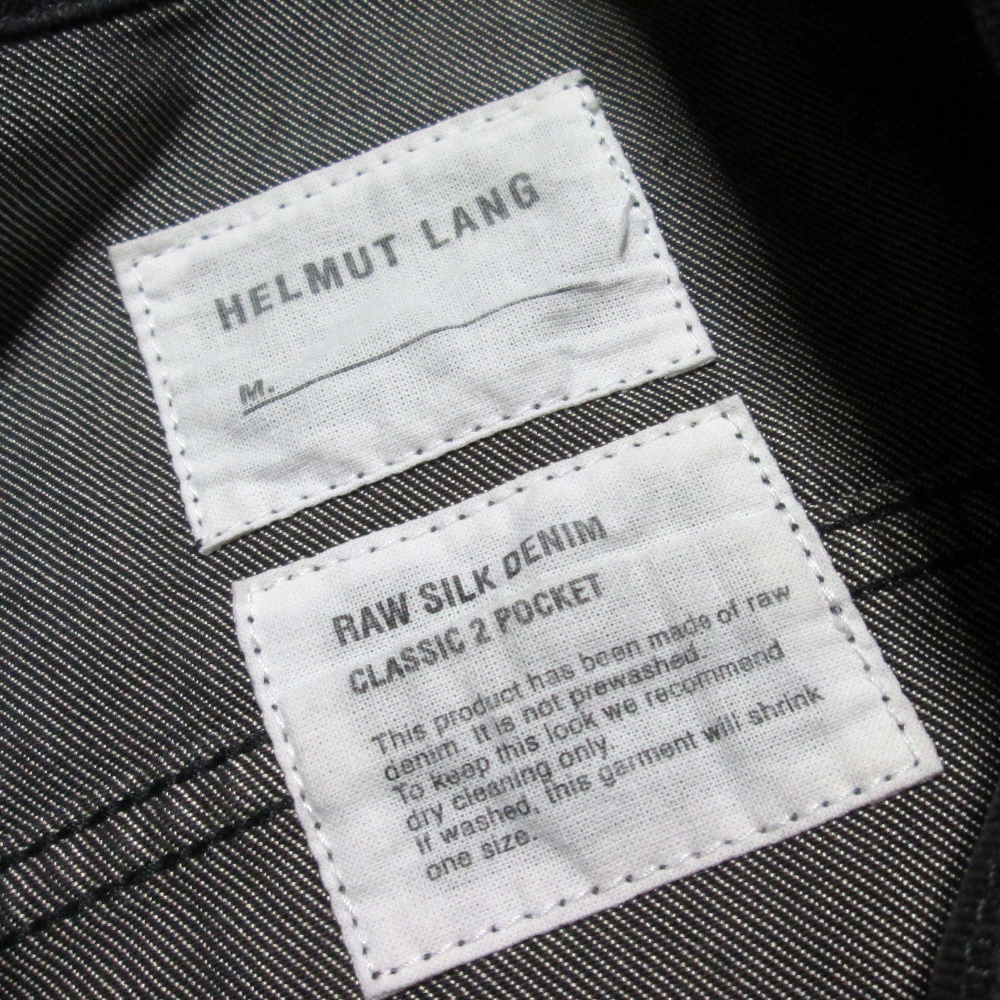 HELMUT LANG
M.
RAW SILK DENIM
CLASSIC 2 POCKET
This product has been made of raw
denim. It is not prewashed.
To keep this look we recommend
dry cleaning only.
If washed, this garment will shrink
one size.